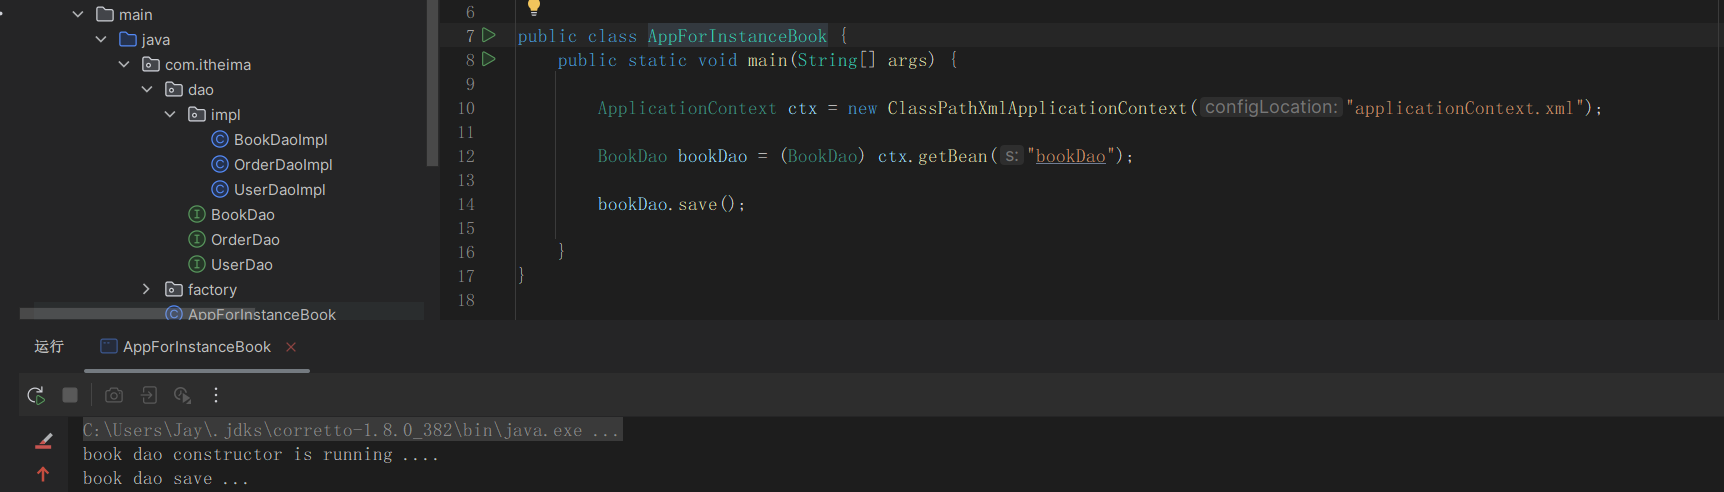 main
java
com.itheima
dao
impl
BookDaoImpl
OrderDaoImpl
UserDaoImpl
BookDao
OrderDao
UserDao
factory
AppForInstanceBook
6
7 public class AppForInstanceBook {
8 public static void main(String[] args) {
9
10 ApplicationContext ctx = new ClassPathXmlApplicationContext( configLocation: "applicationContext.xml");
11
12 BookDao bookDao = (BookDao) ctx.getBean( s: "bookDao");
13
14 bookDao.save();
15
16 }
17 }
18
运行 AppForInstanceBook
C:\Users\Jay\.jdks\corretto-1.8.0_382\bin\java.exe ...
book dao constructor is running ....
book dao save ...